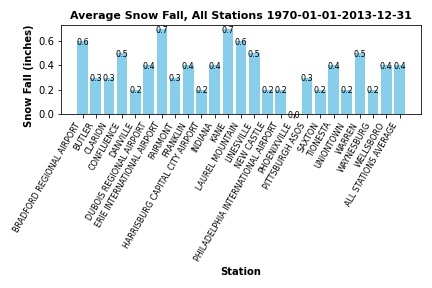 Average Snow Fall, All Stations 1970-01-01-2013-12-31
Snow Fall (inches)
0.6
0.4
0.2
0.0
0.6
0.3
0.3
0.5
0.2
0.4
0.7
0.3
0.4
0.2
0.4
0.7
0.6
0.5
0.2
0.2
0.0
0.3
0.2
0.4
0.2
0.5
0.2
0.4
0.4
BRADFORD REGIONAL AIRPORT
BUTLER
CLARION
CONFLUENCE
DANVILLE
DUBOIS REGIONAL AIRPORT
ERIE INTERNATIONAL AIRPORT
FAIRMONT
FRANKLIN
HARRISBURG CAPITAL CITY AIRPORT
INDIANA
KANE
LAUREL MOUNTAIN
LINESVILLE
NEW CASTLE
PHILADELPHIA INTERNATIONAL AIRPORT
PHOENIXVILLE
PITTSBURGH ASOS
SAXTON
TIONESTA
UNIONTOWN
WARREN
WAYNESBURG
WELLSBORO
ALL STATIONS AVERAGE
Station